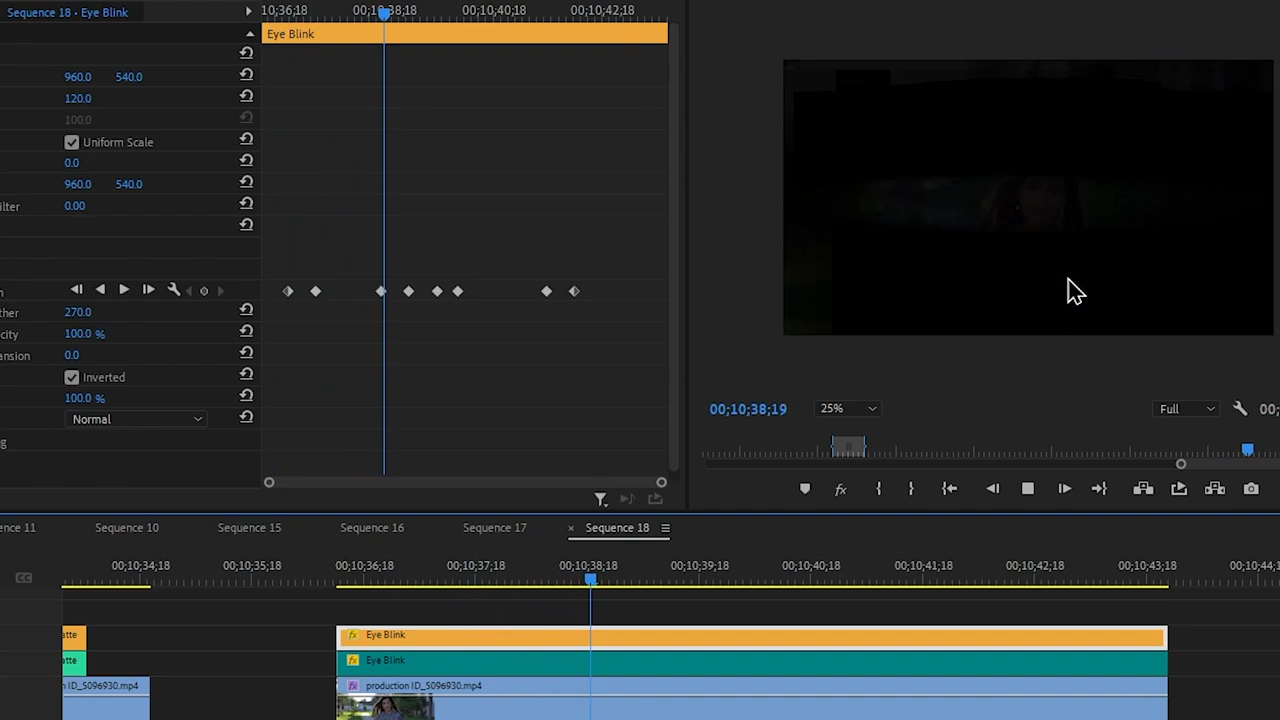 Sequence 18 · Eye Blink
10;36;18 00;10;38;18 00;10;40;18 00;10;42;18
Eye Blink
960.0 540.0
120.0
100.0
Uniform Scale
0.0
960.0 540.0
ilter 0.00
n
ther 270.0
city 100.0 %
ansion 0.0
Inverted
100.0 %
Normal
g
00;10;38;19 25% Full 00;
fx
ence 11 Sequence 10 Sequence 15 Sequence 16 Sequence 17 × Sequence 18
CC 00;10;34;18 00;10;35;18 00;10;36;18 00;10;37;18 00;10;38;18 00;10;39;18 00;10;40;18 00;10;41;18 00;10;42;18 00;10;43;18 00;10;44;1
atte fx Eye Blink
atte fx Eye Blink
n ID_5096930.mp4 fx production ID_5096930.mp4